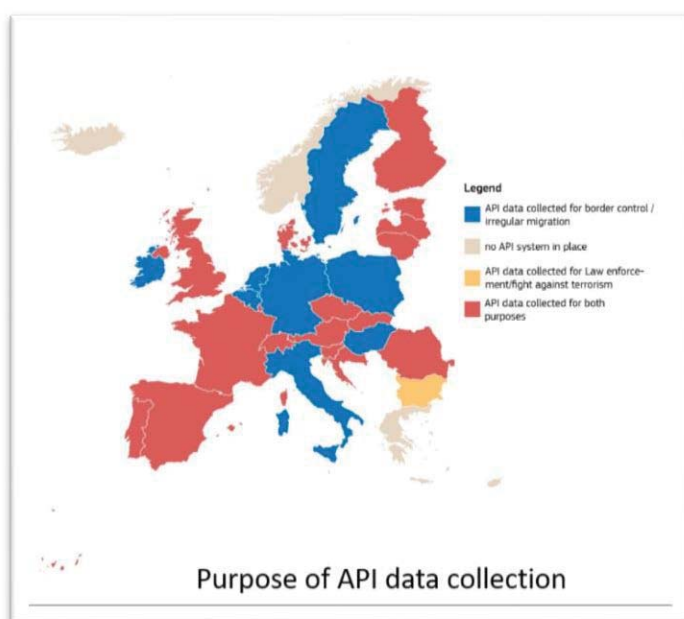 Legend
API data collected for border control /
irregular migration
no API system in place
API data collected for Law enforce-
ment/fight against terrorism
API data collected for both
purposes
Purpose of API data collection